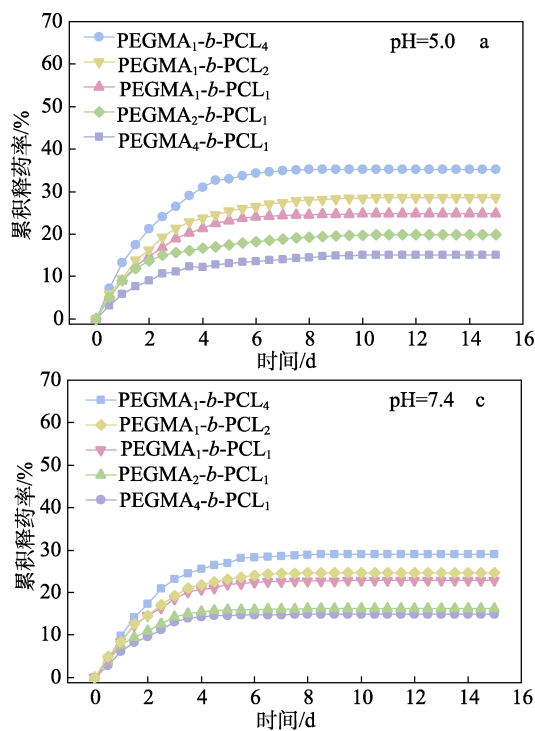 70
60
50
40
30
20
10
0
累积释药率/%
PEGMA₁-b-PCL₄
PEGMA₁-b-PCL₂
PEGMA₁-b-PCL₁
PEGMA₂-b-PCL₁
PEGMA₄-b-PCL₁
pH=5.0 a
0 2 4 6 8 10 12 14 16
时间/d
70
60
50
40
30
20
10
0
累积释药率/%
PEGMA₁-b-PCL₄
PEGMA₁-b-PCL₂
PEGMA₁-b-PCL₁
PEGMA₂-b-PCL₁
PEGMA₄-b-PCL₁
pH=7.4 c
0 2 4 6 8 10 12 14 16
时间/d